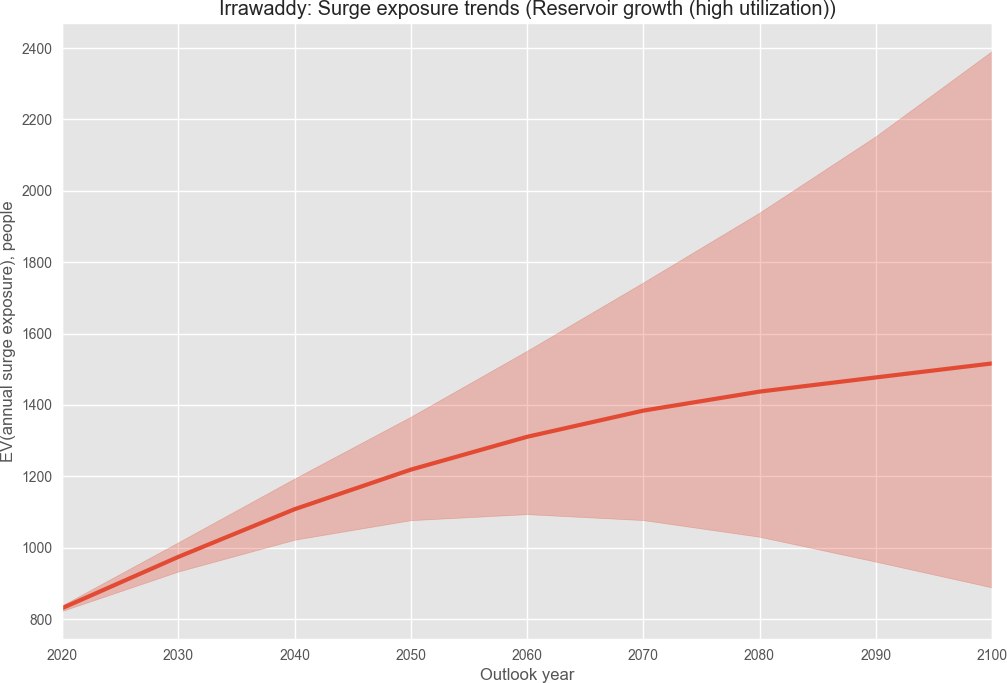 Irrawaddy: Surge exposure trends (Reservoir growth (high utilization))
EV(annual surge exposure), people
2400
2200
2000
1800
1600
1400
1200
1000
800
2020 2030 2040 2050 2060 2070 2080 2090 2100
Outlook year